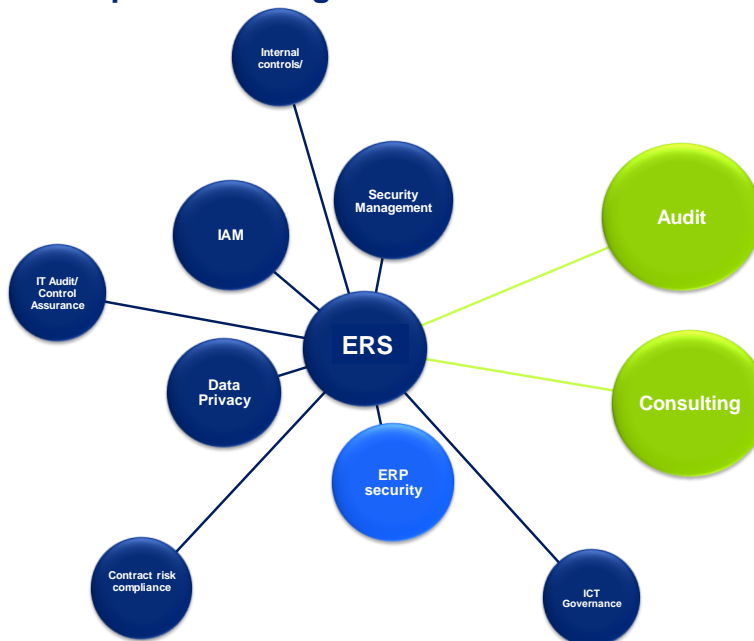 Internal
controls/
Security
Management
Audit
IAM
IT Audit/
Control
Assurance
ERS
Data
Privacy
Consulting
ERP
security
Contract risk
compliance
ICT
Governance